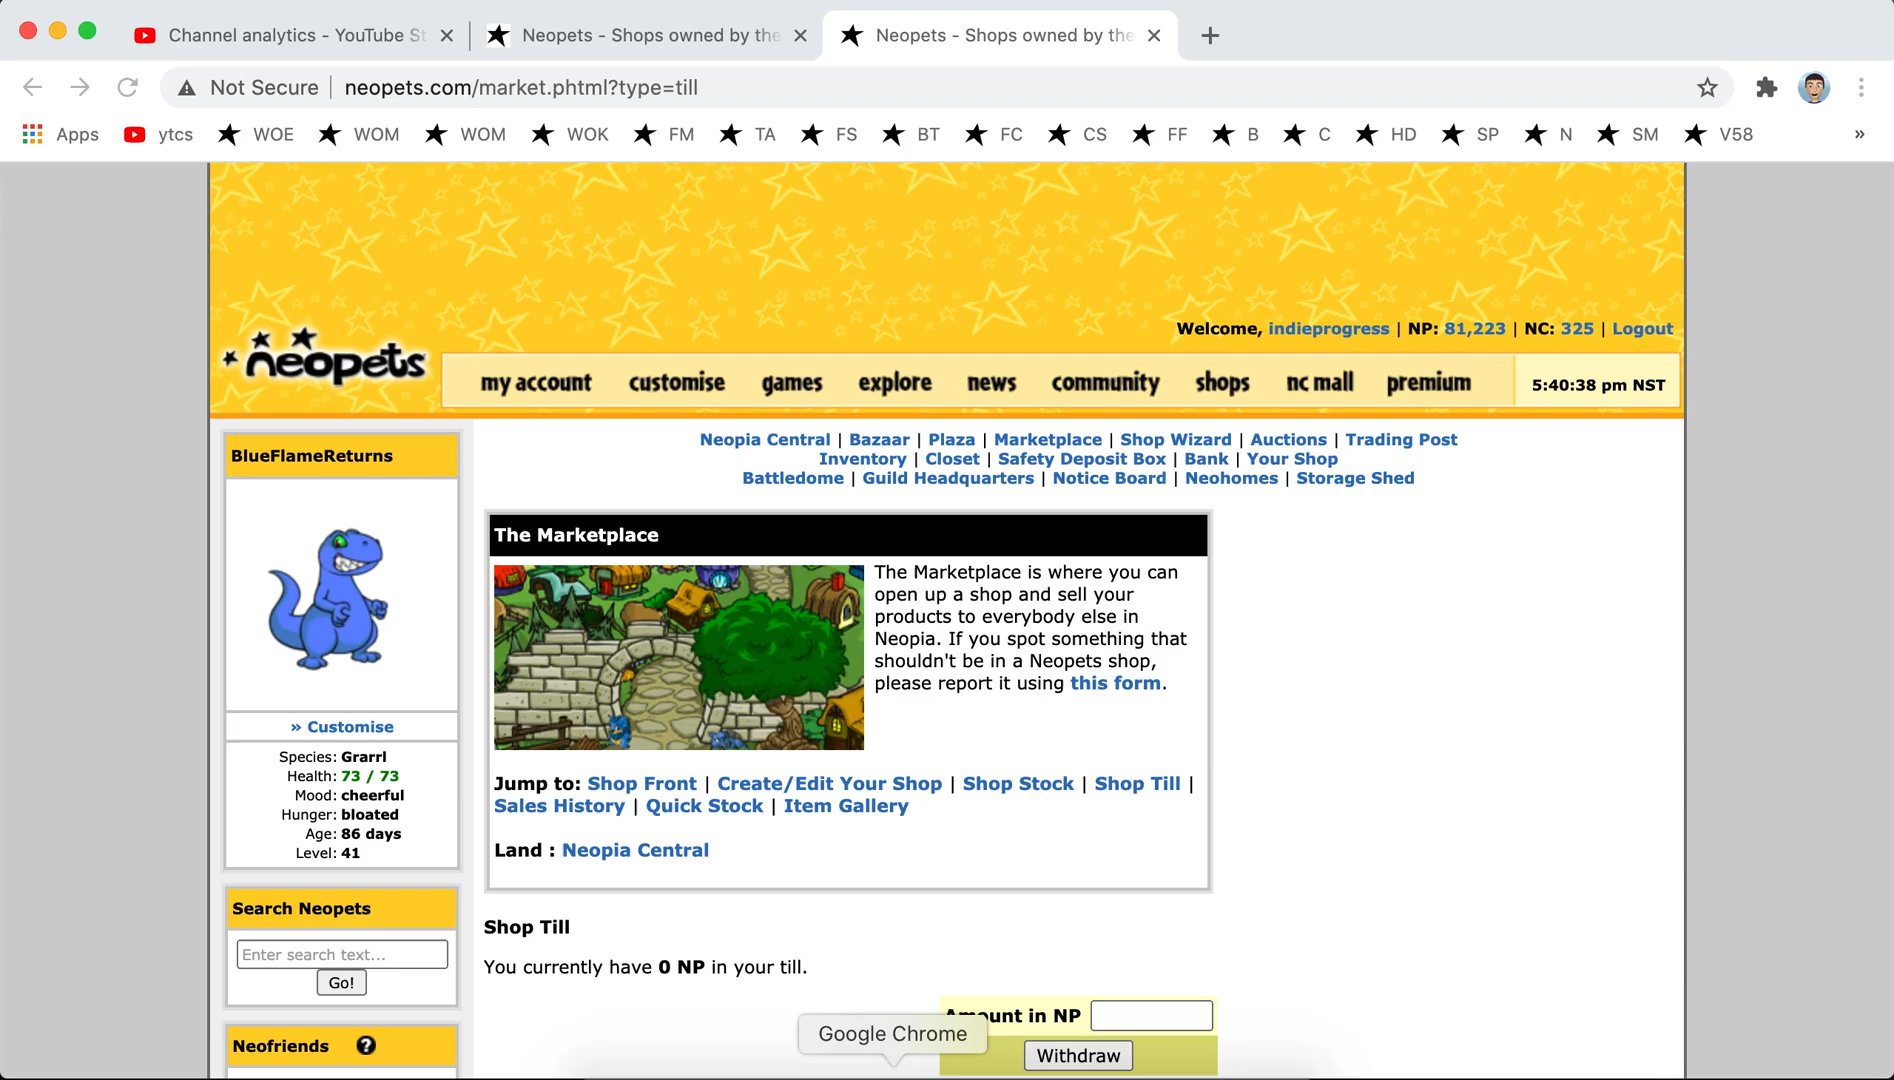 Channel analytics - YouTube St
Neopets - Shops owned by the
Neopets - Shops owned by the
Not Secure
neopets.com/market.phtml?type=till
Apps
ytcs
WOE
WOM
WOM
WOK
FM
TA
FS
BT
FC
CS
FF
B
C
HD
SP
N
SM
V58
»
Welcome, indieprogress | NP: 81,223 | NC: 325 | Logout
neopets
my account
customise
games
explore
news
community
shops
nc mall
premium
5:40:38 pm NST
Neopia Central | Bazaar | Plaza | Marketplace | Shop Wizard | Auctions | Trading Post
Inventory | Closet | Safety Deposit Box | Bank | Your Shop
Battledome | Guild Headquarters | Notice Board | Neohomes | Storage Shed
BlueFlameReturns
» Customise
Species: Grarrl
Health: 73 / 73
Mood: cheerful
Hunger: bloated
Age: 86 days
Level: 41
Search Neopets
Enter search text...
Go!
Neofriends
?
The Marketplace
The Marketplace is where you can
open up a shop and sell your
products to everybody else in
Neopia. If you spot something that
shouldn't be in a Neopets shop,
please report it using this form.
Jump to: Shop Front | Create/Edit Your Shop | Shop Stock | Shop Till |
Sales History | Quick Stock | Item Gallery
Land : Neopia Central
Shop Till
You currently have 0 NP in your till.
Amount in NP
Google Chrome
Withdraw